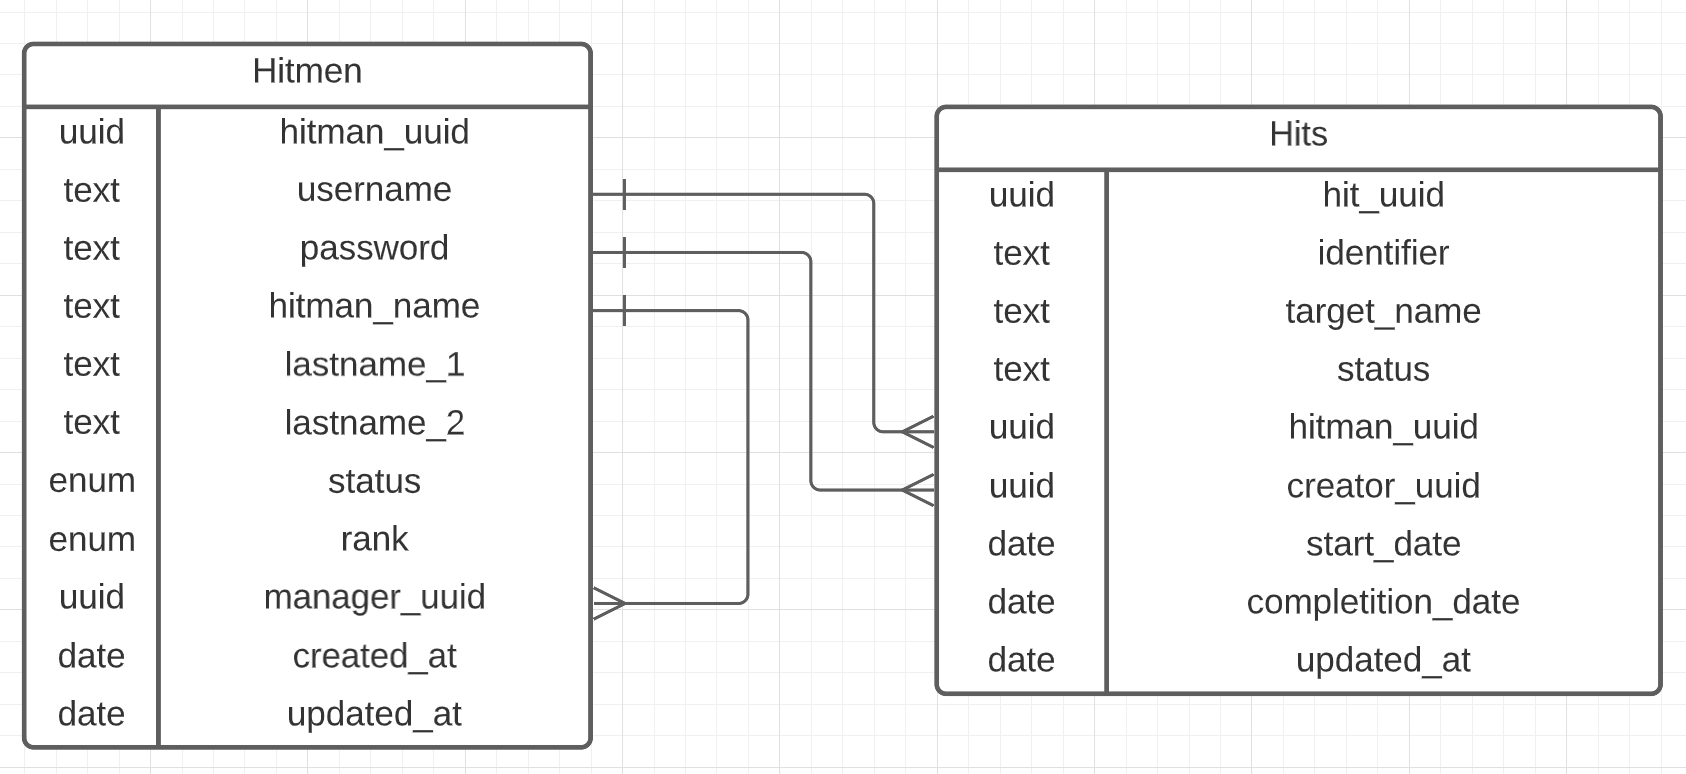 Hitmen
uuid hitman_uuid
text username
text password
text hitman_name
text lastname_1
text lastname_2
enum status
enum rank
uuid manager_uuid
date created_at
date updated_at
Hits
uuid hit_uuid
text identifier
text target_name
text status
uuid hitman_uuid
uuid creator_uuid
date start_date
date completition_date
date updated_at